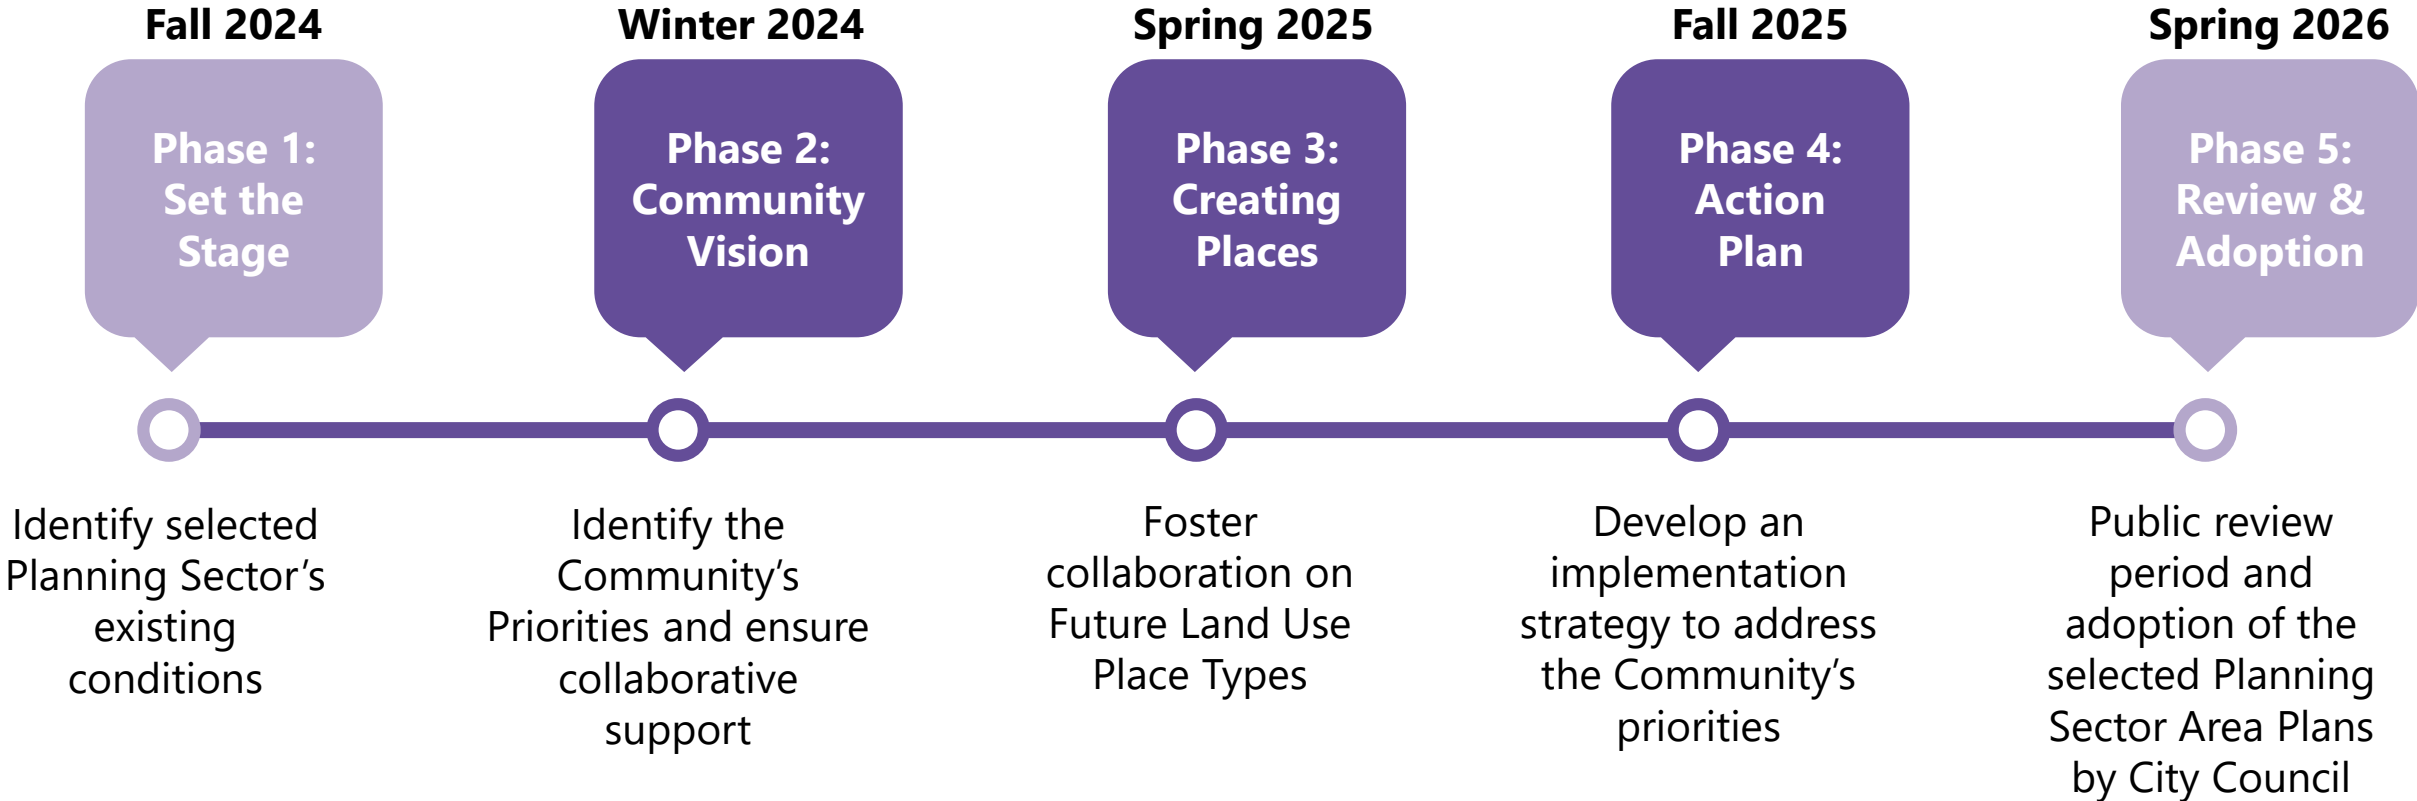 Fall 2024
Phase 1:
Set the
Stage
Identify selected
Planning Sector’s
existing
conditions
Winter 2024
Phase 2:
Community
Vision
Identify the
Community’s
Priorities and ensure
collaborative
support
Spring 2025
Phase 3:
Creating
Places
Foster
collaboration on
Future Land Use
Place Types
Fall 2025
Phase 4:
Action
Plan
Develop an
implementation
strategy to address
the Community’s
priorities
Spring 2026
Phase 5:
Review &
Adoption
Public review
period and
adoption of the
selected Planning
Sector Area Plans
by City Council